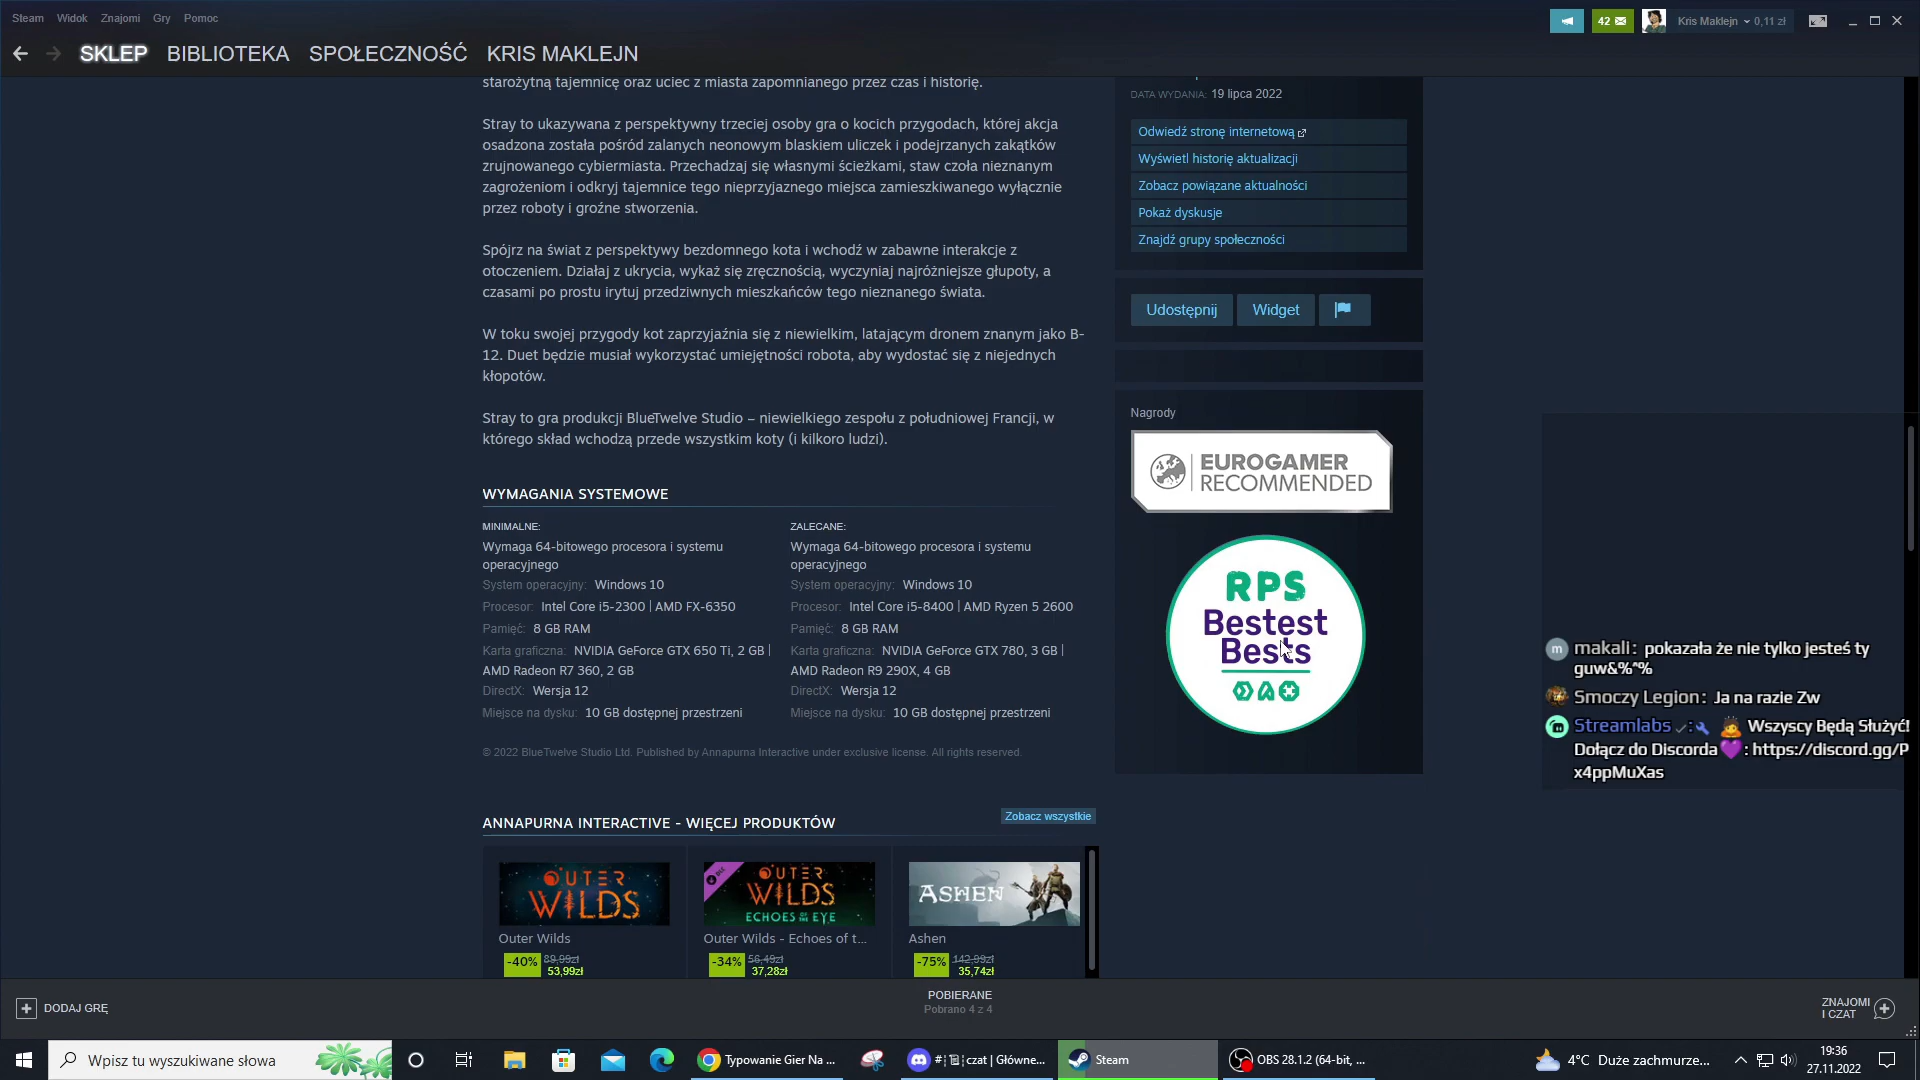 Steam Widok Znajomi Gry Pomoc
42 Kris Maklejn 0,11 zł
SKLEP BIBLIOTEKA SPOŁECZNOŚĆ KRIS MAKLEJN
starożytną tajemnicę oraz uciec z miasta zapomnianego przez czas i historię.
Stray to ukazywana z perspektywny trzeciej osoby gra o kocich przygodach, której akcja
osadzona została pośród zalanych neonowym blaskiem uliczek i podejrzanych zakątków
zrujnowanego cybermiasta. Przechadzaj się własnymi ścieżkami, staw czoła nieznanym
zagrożeniom i odkryj tajemnice tego nieprzyjaznego miejsca zamieszkiwanego wyłącznie
przez roboty i groźne stworzenia.
Spójrz na świat z perspektywy bezdomnego kota i wchodź w zabawne interakcje z
otoczeniem. Działaj z ukrycia, wykaż się zręcznością, wyczyniaj najróżniejsze głupoty, a
czasami po prostu irytuj przedziwnych mieszkańców tego nieznanego świata.
W toku swojej przygody kot zaprzyjaźnia się z niewielkim, latającym dronem znanym jako B-
12. Duet będzie musiał wykorzystać umiejętności robota, aby wydostać się z niejednych
kłopotów.
Stray to gra produkcji BlueTwelve Studio – niewielkiego zespołu z południowej Francji, w
którego skład wchodzą przede wszystkim koty (i kilkoro ludzi).
WYMAGANIA SYSTEMOWE
MINIMALNE:
Wymaga 64-bitowego procesora i systemu
operacyjnego
System operacyjny: Windows 10
Procesor: Intel Core i5-2300 | AMD FX-6350
Pamięć: 8 GB RAM
Karta graficzna: NVIDIA GeForce GTX 650 Ti, 2 GB |
AMD Radeon R7 360, 2 GB
DirectX: Wersja 12
Miejsce na dysku: 10 GB dostępnej przestrzeni
ZALECANE:
Wymaga 64-bitowego procesora i systemu
operacyjnego
System operacyjny: Windows 10
Procesor: Intel Core i5-8400 | AMD Ryzen 5 2600
Pamięć: 8 GB RAM
Karta graficzna: NVIDIA GeForce GTX 780, 3 GB |
AMD Radeon R9 290X, 4 GB
DirectX: Wersja 12
Miejsce na dysku: 10 GB dostępnej przestrzeni
© 2022 BlueTwelve Studio Ltd. Published by Annapurna Interactive under exclusive license. All rights reserved.
ANNAPURNA INTERACTIVE - WIĘCEJ PRODUKTÓW
Zobacz wszystkie
OUTER
WILDS
Outer Wilds
-40% 89,99zł
53,99zł
OUTER
WILDS
ECHOES OF THE EYE
Outer Wilds - Echoes of t...
-34% 56,49zł
37,28zł
ASHEN
Ashen
-75% 142,99zł
35,74zł
DATA WYDANIA: 19 lipca 2022
Odwiedź stronę internetową
Wyświetl historię aktualizacji
Zobacz powiązane aktualności
Pokaż dyskusje
Znajdź grupy społeczności
Udostępnij Widget
Nagrody
EUROGAMER
RECOMMENDED
RPS
Bestest
Bests
makali: pokazała że nie tylko jesteś ty
guw&%^%
Smoczy Legion: Ja na razie Zw
Streamlabs : Wszyscy Będą Służyć!
Dołącz do Discorda : https://discord.gg/P
x4ppMuXas
DODAJ GRĘ
POBIERANE
Pobrano 4 z 4
ZNAJOMI
I CZAT
Wpisz tu wyszukiwane słowa
Typowanie Gier Na ...
czat | Główne...
Steam
OBS 28.1.2 (64-bit, ...
4°C Duże zachmurze...
19:36
27.11.2022